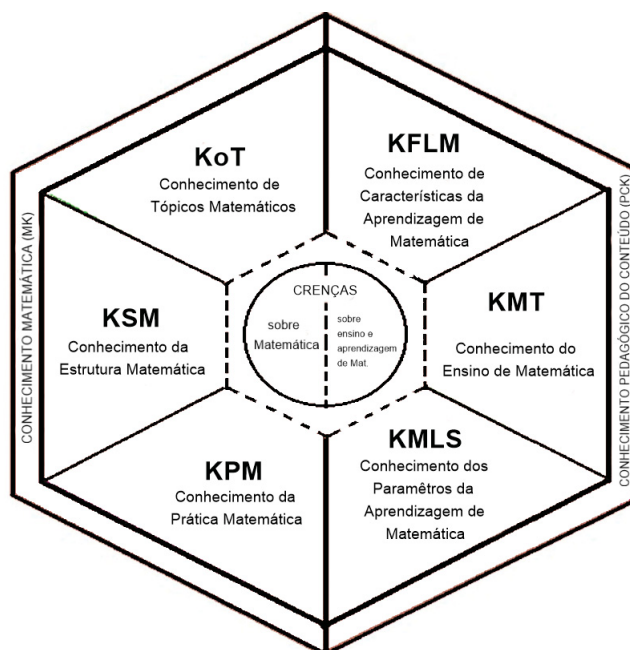 KoT
Conhecimento de
Tópicos Matemáticos
KFLM
Conhecimento de
Características da
Aprendizagem de
Matemática
CONHECIMENTO MATEMÁTICA (MK)
KSM
Conhecimento da
Estrutura Matemática
CRENÇAS
sobre
Matemática
sobre
ensino e
aprendizagem
de Mat.
KMT
Conhecimento do
Ensino de Matemática
CONHECIMENTO PEDAGÓGICO DO CONTEÚDO (PCK)
KPM
Conhecimento da
Prática Matemática
KMLS
Conhecimento dos
Paramêtros da
Aprendizagem de
Matemática